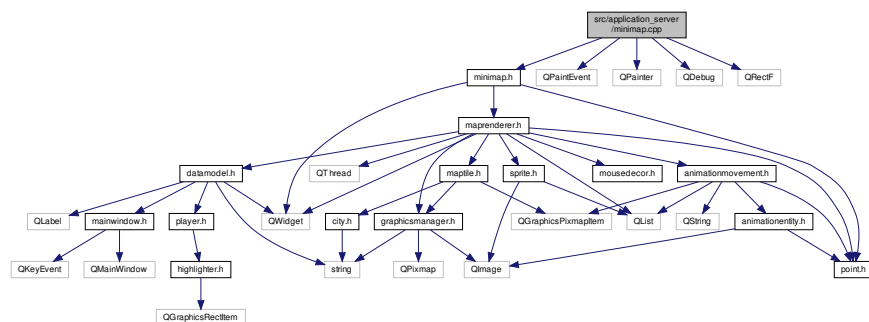 src/application_server
/minimap.cpp
minimap.h
QPaintEvent
QPainter
QDebug
QRectF
maprenderer.h
datamodel.h
QThread
maptile.h
sprite.h
mousedecor.h
animationmovement.h
QLabel
mainwindow.h
player.h
QWidget
city.h
graphicsmanager.h
QGraphicsPixmapItem
QList
QString
animationentity.h
QKeyEvent
QMainWindow
highlighter.h
string
QPixmap
QImage
point.h
QGraphicsRectItem